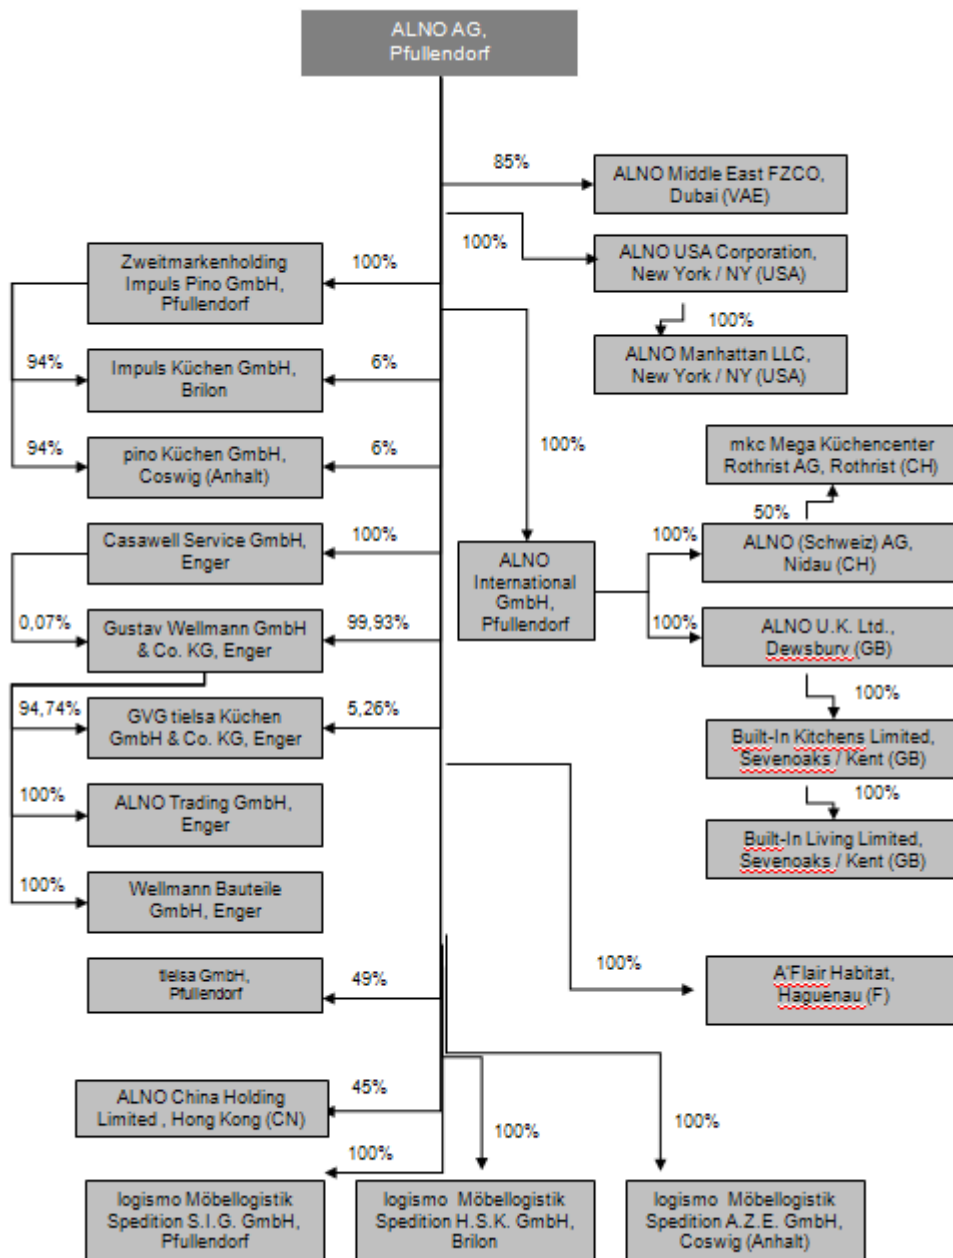 ALNO AG,
Pfullendorf
85%
ALNO Middle East FZCO,
Dubai (VAE)
100%
ALNO USA Corporation,
New York / NY (USA)
100%
ALNO Manhattan LLC,
New York / NY (USA)
Zweitmarkenholding
Impuls Pino GmbH,
Pfullendorf
100%
94%
Impuls Küchen GmbH,
Brilon
6%
94%
pino Küchen GmbH,
Coswig (Anhalt)
6%
100%
mkc Mega Küchencenter
Rothrist AG, Rothrist (CH)
50%
Casawell Service GmbH,
Enger
100%
ALNO
International
GmbH,
Pfullendorf
100%
ALNO (Schweiz) AG,
Nidau (CH)
0,07%
Gustav Wellmann GmbH
& Co. KG, Enger
99,93%
100%
ALNO U.K. Ltd.,
Dewsbury (GB)
100%
94,74%
GVG tielsa Küchen
GmbH & Co. KG, Enger
5,26%
Built-In Kitchens Limited,
Sevenoaks / Kent (GB)
100%
100%
ALNO Trading GmbH,
Enger
Built-In Living Limited,
Sevenoaks / Kent (GB)
100%
Wellmann Bauteile
GmbH, Enger
tielsa GmbH,
Pfullendorf
49%
100%
A'Flair Habitat,
Haguenau (F)
ALNO China Holding
Limited , Hong Kong (CN)
45%
100%
100%
100%
logismo Möbellogistik
Spedition S.I.G. GmbH,
Pfullendorf
logismo Möbellogistik
Spedition H.S.K. GmbH,
Brilon
logismo Möbellogistik
Spedition A.Z.E. GmbH,
Coswig (Anhalt)